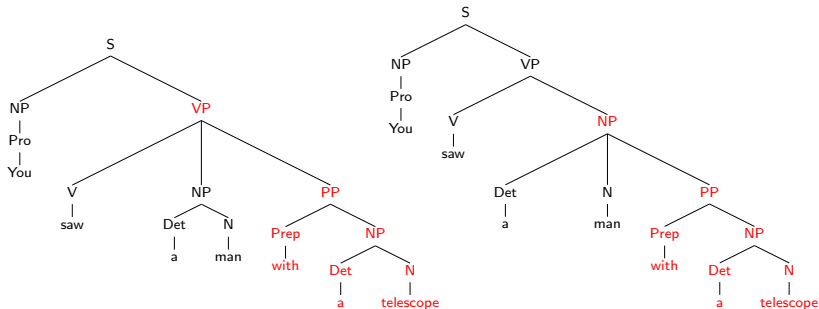 S
NP VP
Pro
You
V NP PP
saw Det N Prep NP
a man with Det N
a telescope
S
NP VP
Pro
You V NP
saw
Det N PP
a man Prep NP
with Det N
a telescope